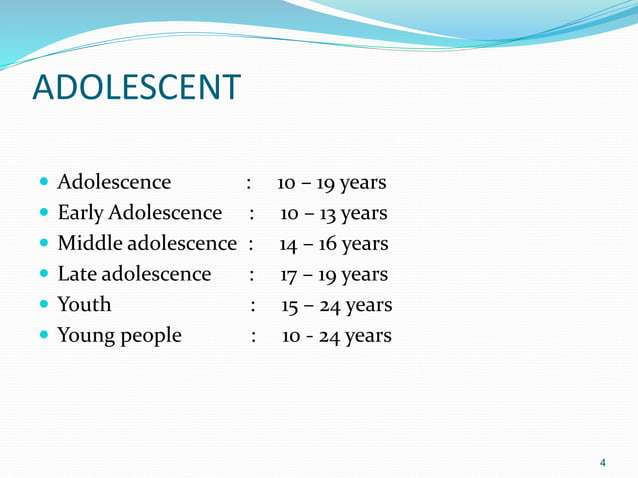 ADOLESCENT
Adolescence : 10 – 19 years
Early Adolescence : 10 – 13 years
Middle adolescence : 14 – 16 years
Late adolescence : 17 – 19 years
Youth : 15 – 24 years
Young people : 10 - 24 years
4